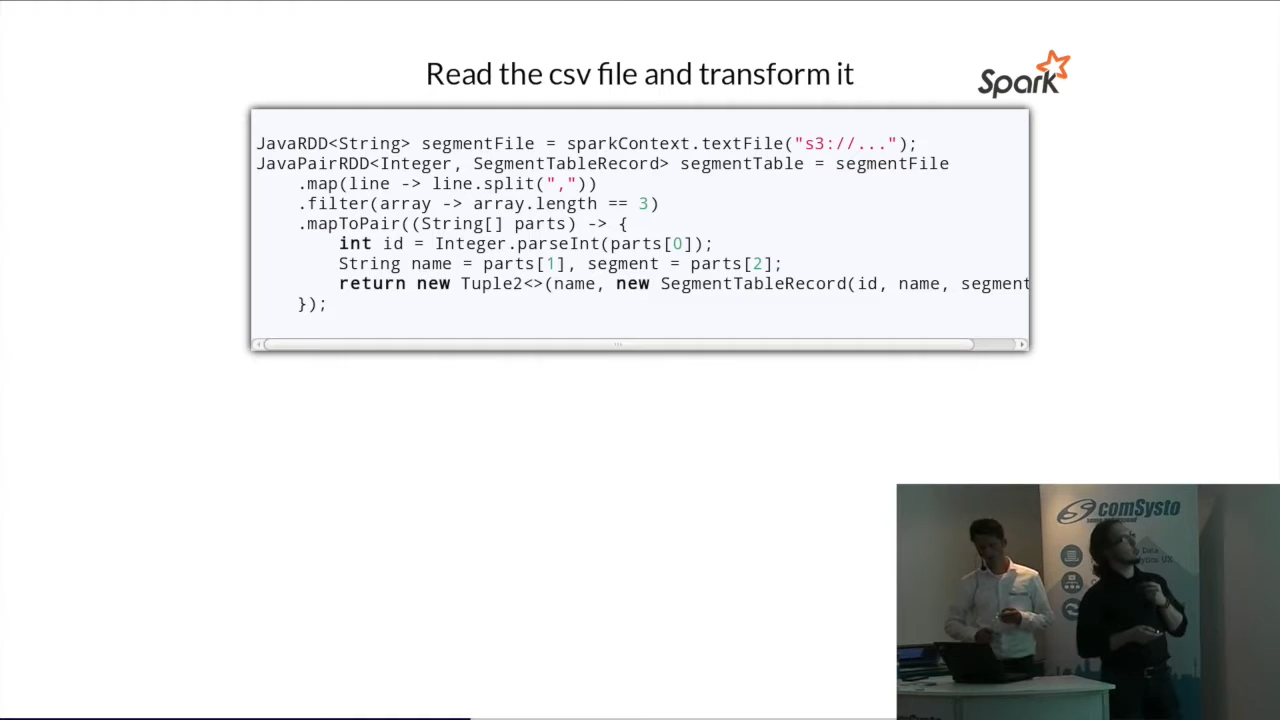 Read the csv file and transform it
Spark
JavaRDD<String> segmentFile = sparkContext.textFile("s3://...");
JavaPairRDD<Integer, SegmentTableRecord> segmentTable = segmentFile
.map(line -> line.split(","))
.filter(array -> array.length == 3)
.mapToPair((String[] parts) -> {
int id = Integer.parseInt(parts[0]);
String name = parts[1], segment = parts[2];
return new Tuple2<>(name, new SegmentTableRecord(id, name, segment
});
comSysto
Data